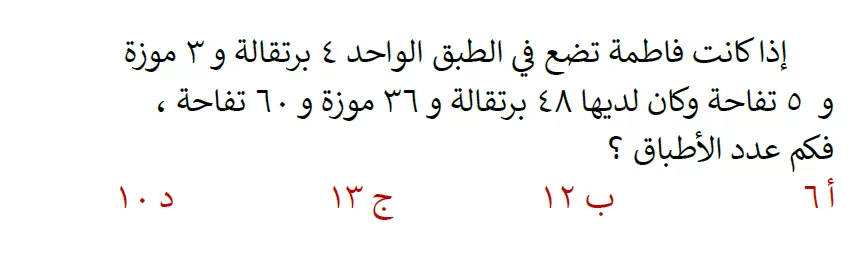 إذا كانت فاطمة تضع في الطبق الواحد ٤ برتقالة و ٣ موزة
و ٥ تفاحة وكان لديها ٤٨ برتقالة و ٣٦ موزة و ٦٠ تفاحة ،
فكم عدد الأطباق ؟
أ ٦ ب ١٢ ج ١٣ د ١٠